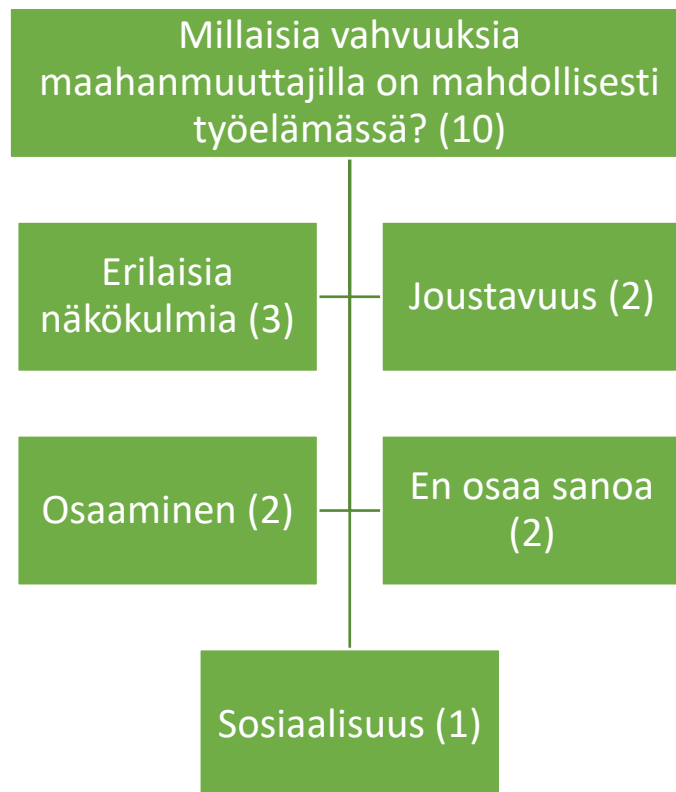 Millaisia vahvuuksia
maahanmuuttajilla on mahdollisesti
työelämässä? (10)
Erilaisia
näkökulmia (3)
Joustavuus (2)
Osaaminen (2)
En osaa sanoa
(2)
Sosiaalisuus (1)